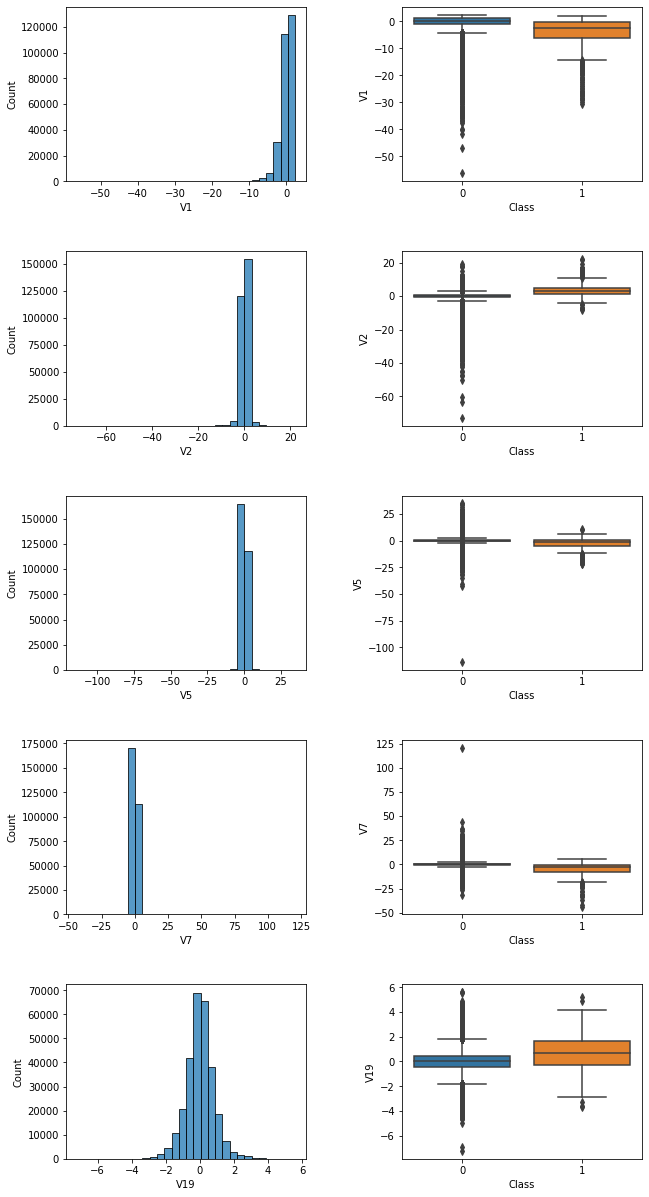 120000
100000
80000
60000
40000
20000
0
Count
−50 −40 −30 −20 −10 0
V1
0
−10
−20
−30
−40
−50
V1
0 1
Class
150000
125000
100000
75000
50000
25000
0
Count
−60 −40 −20 0 20
V2
20
0
−20
−40
−60
V2
0 1
Class
150000
125000
100000
75000
50000
25000
0
Count
−100 −75 −50 −25 0 25
V5
25
0
−25
−50
−75
−100
V5
0 1
Class
175000
150000
125000
100000
75000
50000
25000
0
Count
−50 −25 0 25 50 75 100 125
V7
125
100
75
50
25
0
−25
−50
V7
0 1
Class
70000
60000
50000
40000
30000
20000
10000
0
Count
−6 −4 −2 0 2 4 6
V19
6
4
2
0
−2
−4
−6
V19
0 1
Class